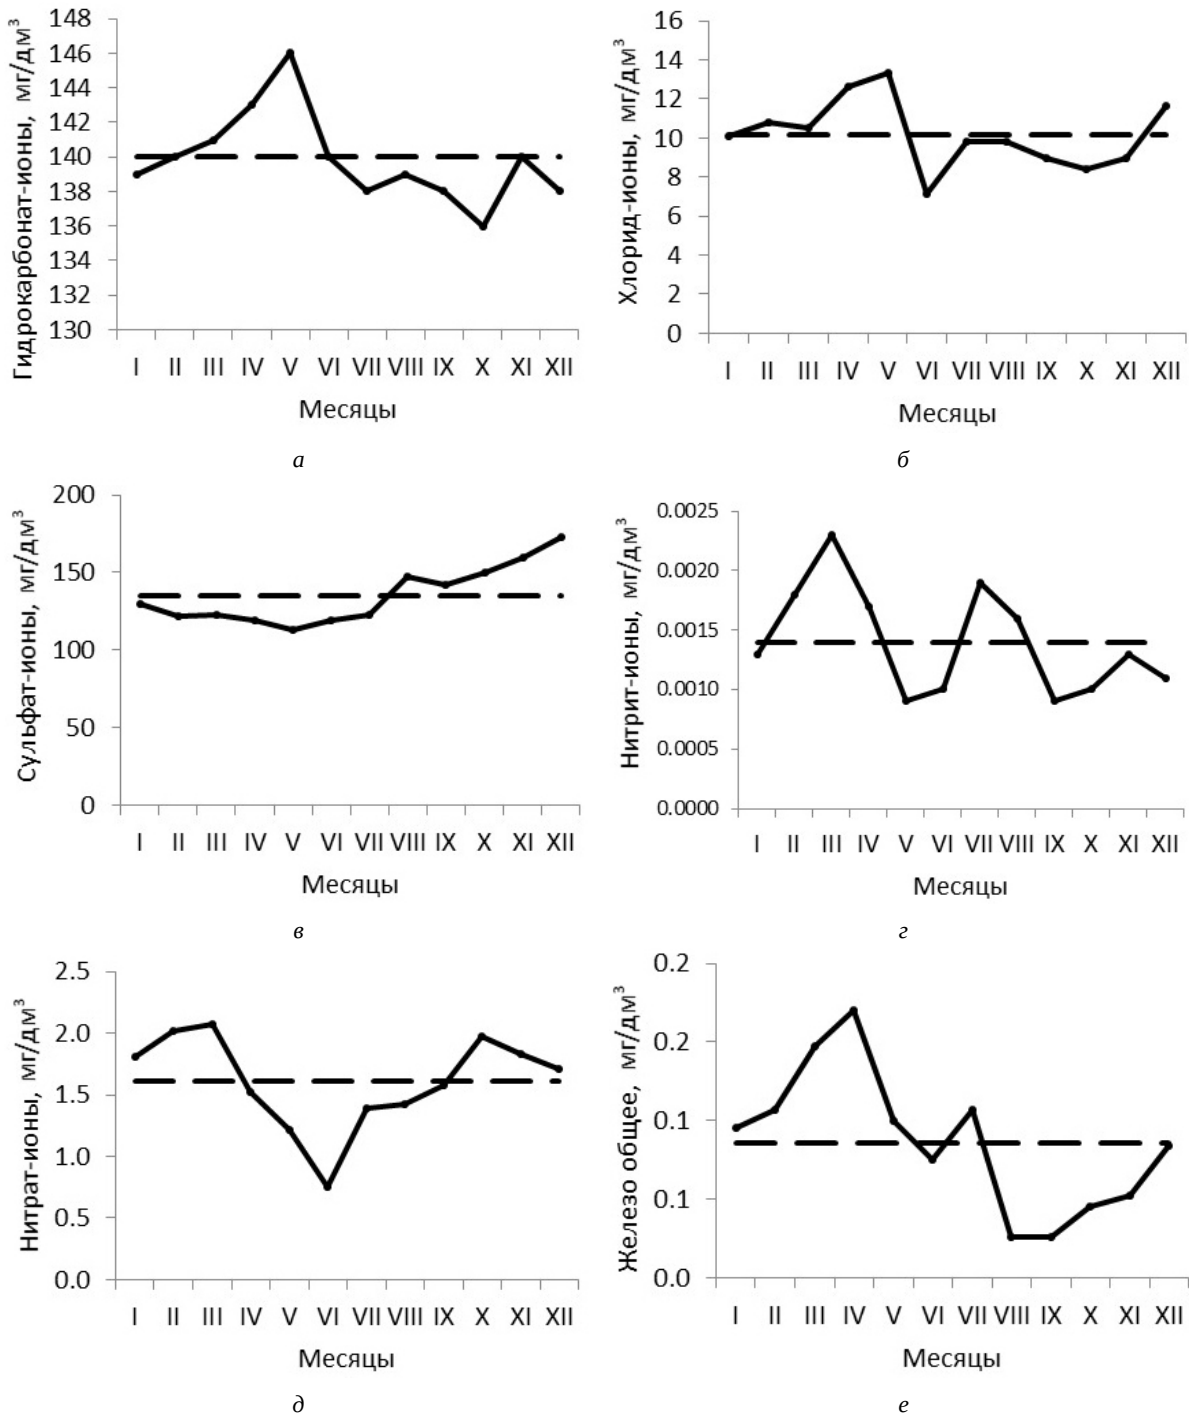 Гидрокарбонат-ионы, мг/дм³
148
146
144
142
140
138
136
134
132
130
I II III IV V VI VII VIII IX X XI XII
Месяцы
а
Хлорид-ионы, мг/дм³
16
14
12
10
8
6
4
2
0
I II III IV V VI VII VIII IX X XI XII
Месяцы
б
Сульфат-ионы, мг/дм³
200
150
100
50
0
I II III IV V VI VII VIII IX X XI XII
Месяцы
в
Нитрит-ионы, мг/дм³
0.0025
0.0020
0.0015
0.0010
0.0005
0.0000
I II III IV V VI VII VIII IX X XI XII
Месяцы
г
Нитрат-ионы, мг/дм³
2.5
2.0
1.5
1.0
0.5
0.0
I II III IV V VI VII VIII IX X XI XII
Месяцы
д
Железо общее, мг/дм³
0.2
0.2
0.1
0.1
0.0
I II III IV V VI VII VIII IX X XI XII
Месяцы
е